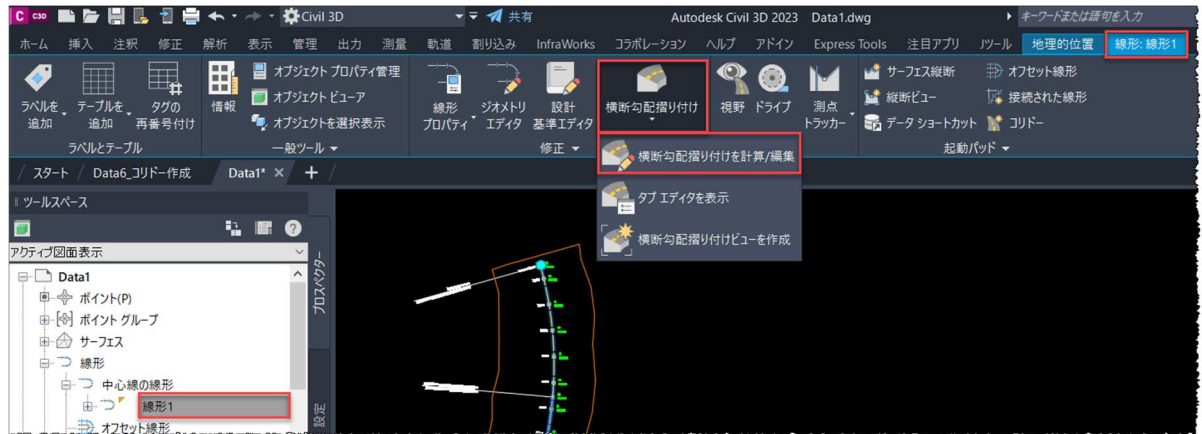 C C3D Civil 3D 共有 Autodesk Civil 3D 2023 Data1.dwg キーワードまたは語句を入力
ホーム 挿入 注釈 修正 解析 表示 管理 出力 測量 軌道 割り込み InfraWorks コラボレーション ヘルプ アドイン Express Tools 注目アプリ Jツール 地理的位置 線形: 線形1
ラベルを 追加
テーブルを 追加
タグの 再番号付け
情報
オブジェクト プロパティ管理
オブジェクト ビューア
オブジェクトを選択表示
線形 プロパティ
ジオメトリ エディタ
設計 基準エディタ
横断勾配摺り付け
視野
ドライブ
測点 トラッカー
サーフェス縦断
縦断ビュー
データ ショートカット
オフセット線形
接続された線形
コリドー
ラベルとテーブル 一般ツール 修正 起動パッド
横断勾配摺り付けを計算/編集
タブ エディタを表示
横断勾配摺り付けビューを作成
スタート Data6_コリドー作成 Data1* × +
ツールスペース
?
アクティブ図面表示
Data1
ポイント(P)
ポイント グループ
サーフェス
線形
中心線の線形
線形1
オフセット線形
プロスペクター
設定